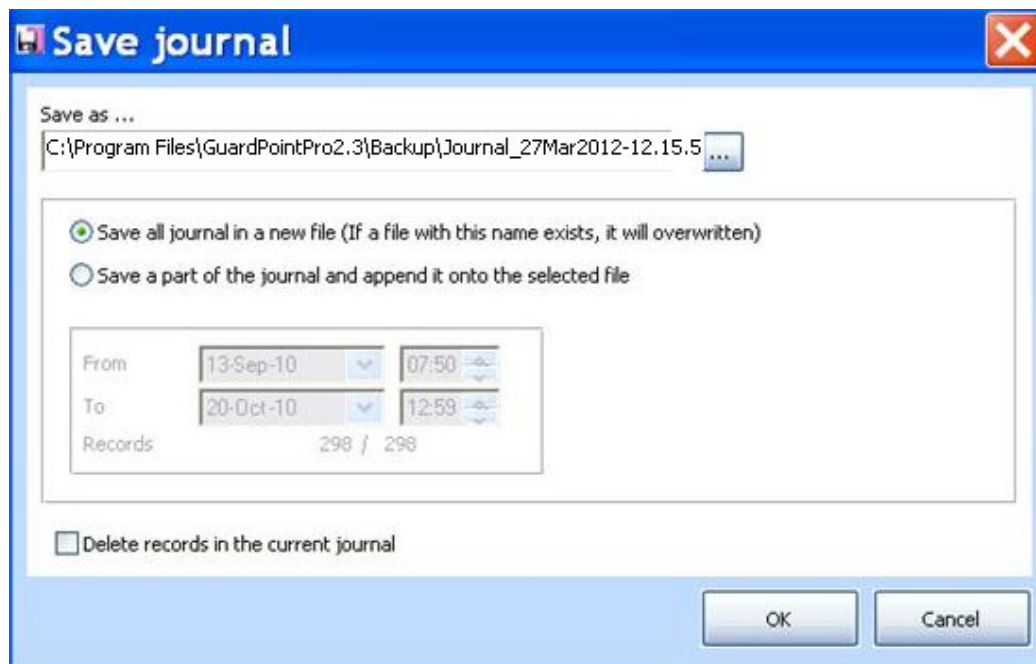 Save journal
Save as ...
C:\Program Files\GuardPointPro2.3\Backup\Journal_27Mar2012-12.15.5
...
Save all journal in a new file (If a file with this name exists, it will overwritten)
Save a part of the journal and append it onto the selected file
From 13-Sep-10 07:50
To 20-Oct-10 12:59
Records 298 / 298
Delete records in the current journal
OK Cancel